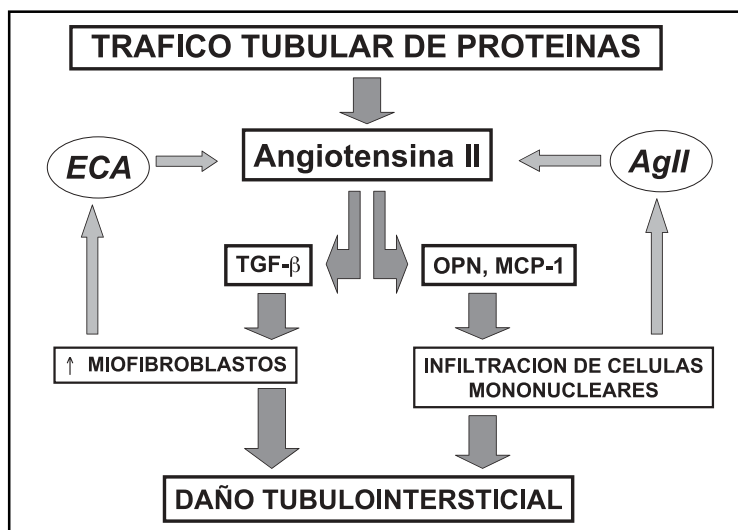 TRAFICO TUBULAR DE PROTEINAS
ECA
Angiotensina II
AgII
TGF-β
OPN, MCP-1
↑ MIOFIBROBLASTOS
INFILTRACION DE CELULAS
MONONUCLEARES
DAÑO TUBULOINTERSTICIAL